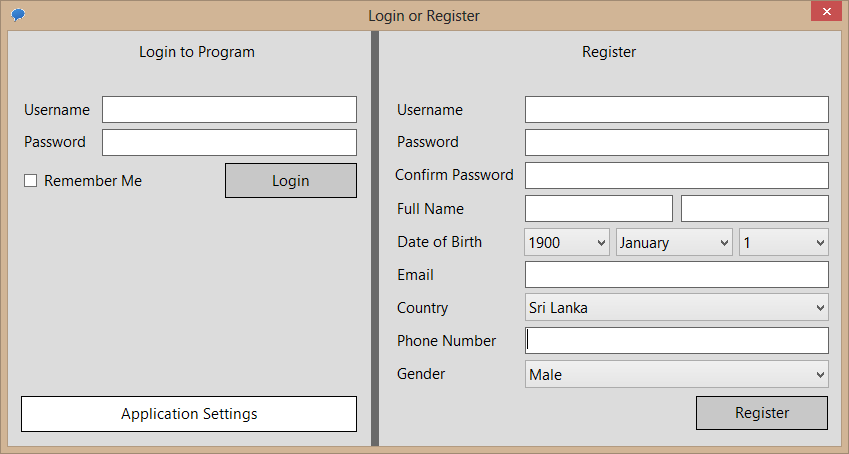 Login or Register
Login to Program
Username
Password
Remember Me
Login
Application Settings
Register
Username
Password
Confirm Password
Full Name
Date of Birth 1900 January 1
Email
Country Sri Lanka
Phone Number
Gender Male
Register